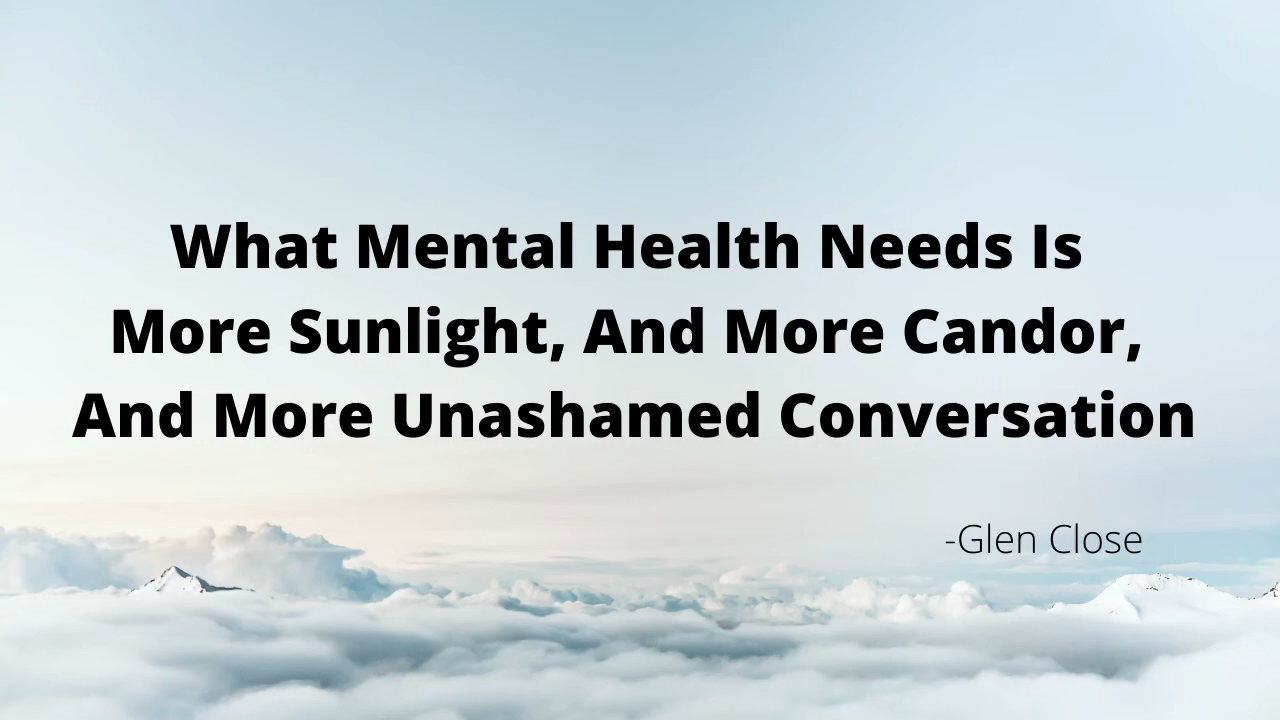 What Mental Health Needs Is
More Sunlight, And More Candor,
And More Unashamed Conversation
-Glen Close